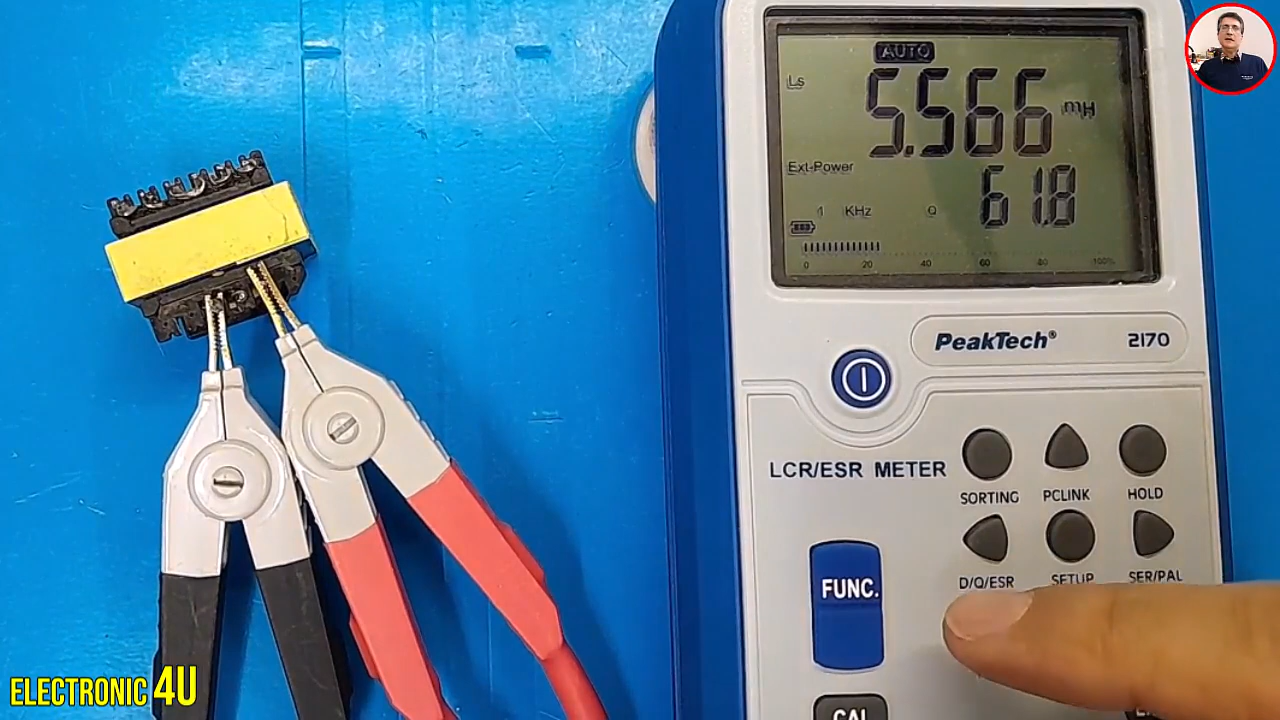 AUTO
Ls 5.566 mH
Ext-Power 61.8
1 KHz Q
0 20 40 60 80 100%
PeakTech® 2170
LCR/ESR METER
SORTING PCLINK HOLD
D/Q/ESR SETUP SER/PAL
FUNC.
CAL
ELECTRONIC 4U